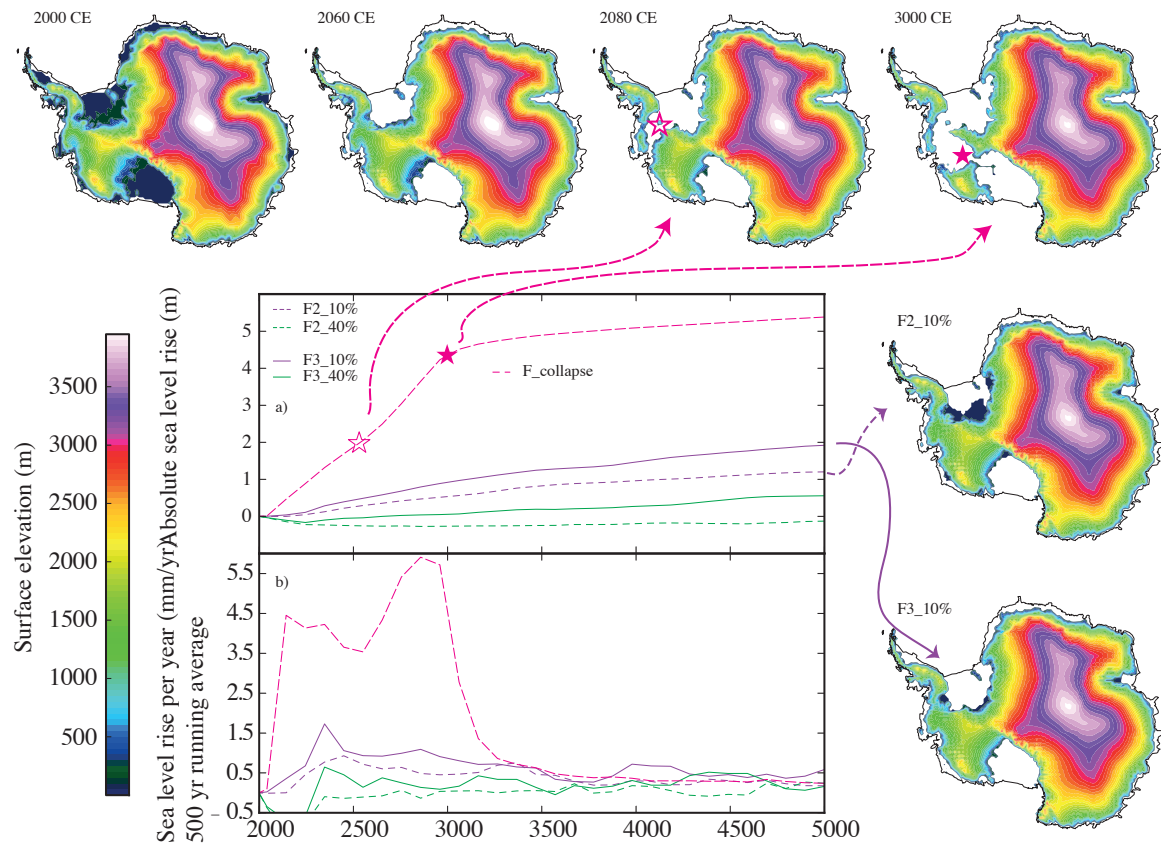 2000 CE
2060 CE
2080 CE
3000 CE
F2_10%
F2_40%
F3_10%
F3_40%
F_collapse
a)
5
4
3
2
1
0
Absolute sea level rise (m)
b)
5.5
4.5
3.5
2.5
1.5
0.5
_ 0.5
Sea level rise per year (mm/yr)
500 yr running average
2000
2500
3000
3500
4000
4500
5000
Surface elevation (m)
3500
3000
2500
2000
1500
1000
500
F2_10%
F3_10%